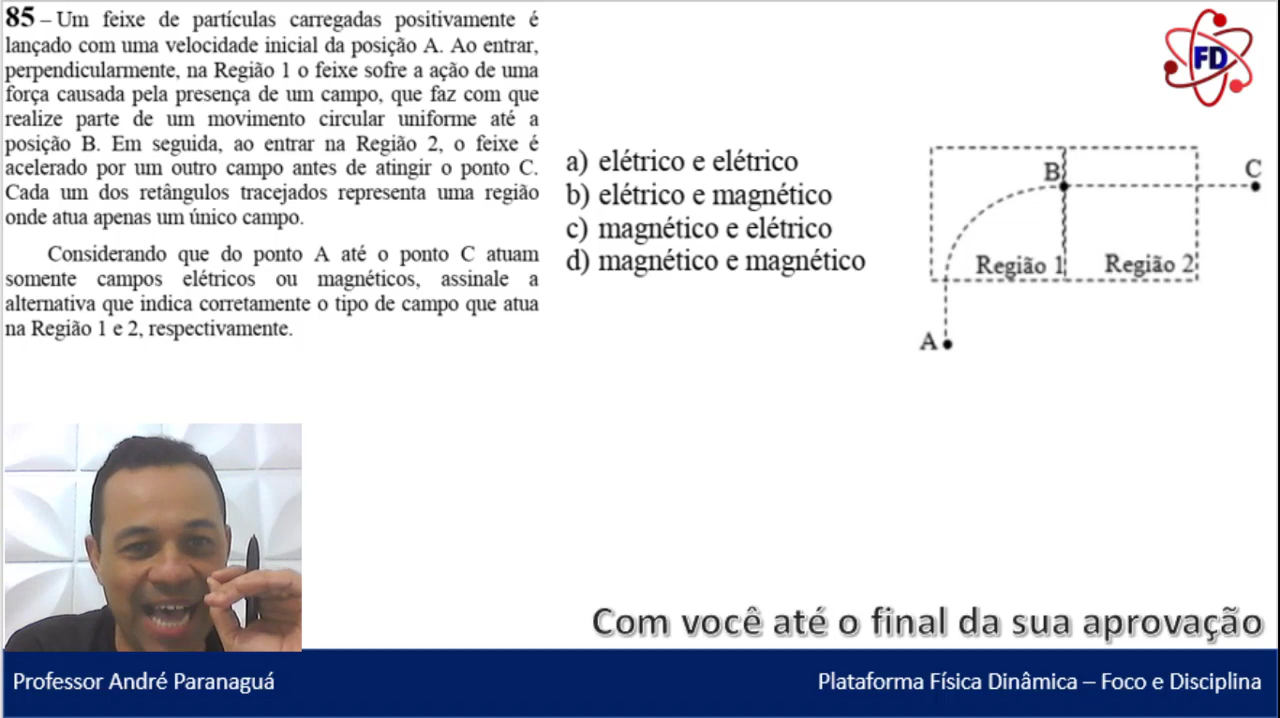 85 – Um feixe de partículas carregadas positivamente é
lançado com uma velocidade inicial da posição A. Ao entrar,
perpendicularmente, na Região 1 o feixe sofre a ação de uma
força causada pela presença de um campo, que faz com que
realize parte de um movimento circular uniforme até a
posição B. Em seguida, ao entrar na Região 2, o feixe é
acelerado por um outro campo antes de atingir o ponto C.
Cada um dos retângulos tracejados representa uma região
onde atua apenas um único campo.
Considerando que do ponto A até o ponto C atuam
somente campos elétricos ou magnéticos, assinale a
alternativa que indica corretamente o tipo de campo que atua
na Região 1 e 2, respectivamente.
a) elétrico e elétrico
b) elétrico e magnético
c) magnético e elétrico
d) magnético e magnético
FD
B
C
Região 1
Região 2
A
Com você até o final da sua aprovação
Professor André Paranaguá
Plataforma Física Dinâmica – Foco e Disciplina